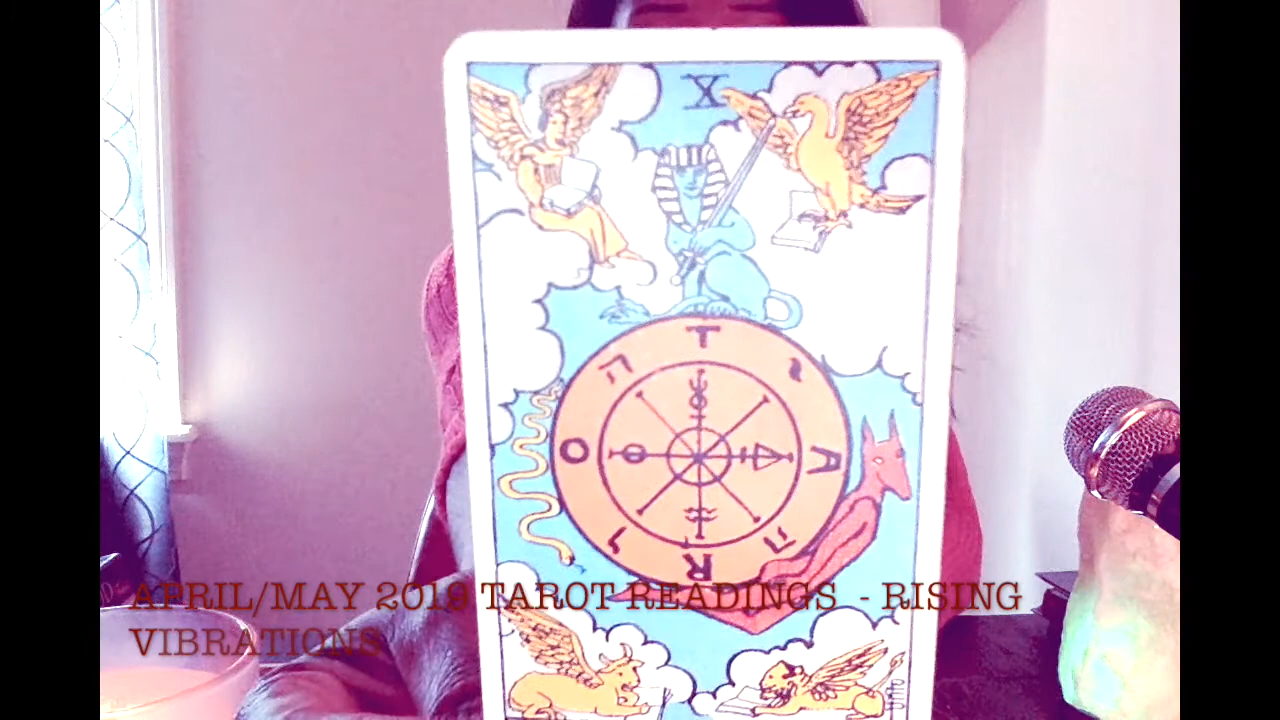 X
T
ה י
O A
ו ה
R
APRIL/MAY 2019 TAROT READINGS - RISING
VIBRATIONS